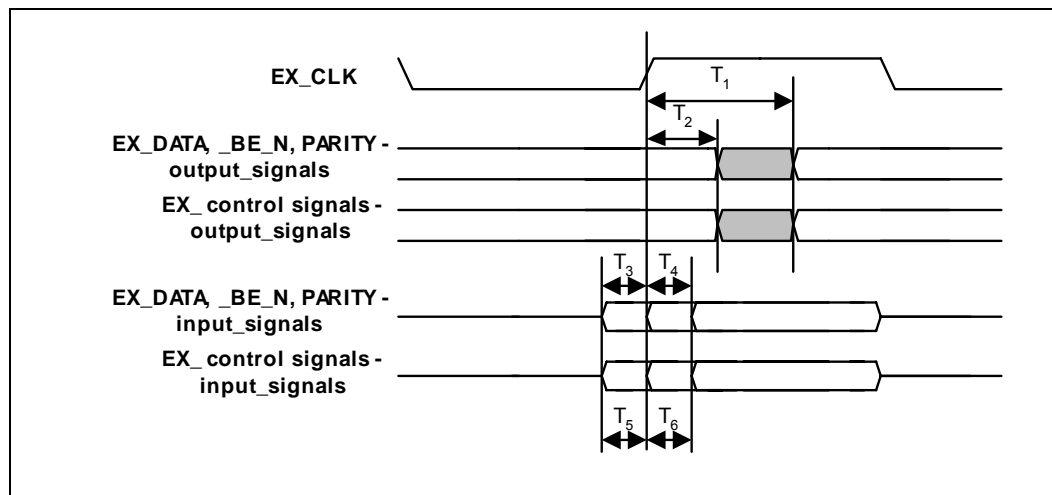 EX_CLK
T1
T2
EX_DATA, _BE_N, PARITY -
output_signals
EX_ control signals -
output_signals
T3
T4
EX_DATA, _BE_N, PARITY -
input_signals
EX_ control signals -
input_signals
T5
T6